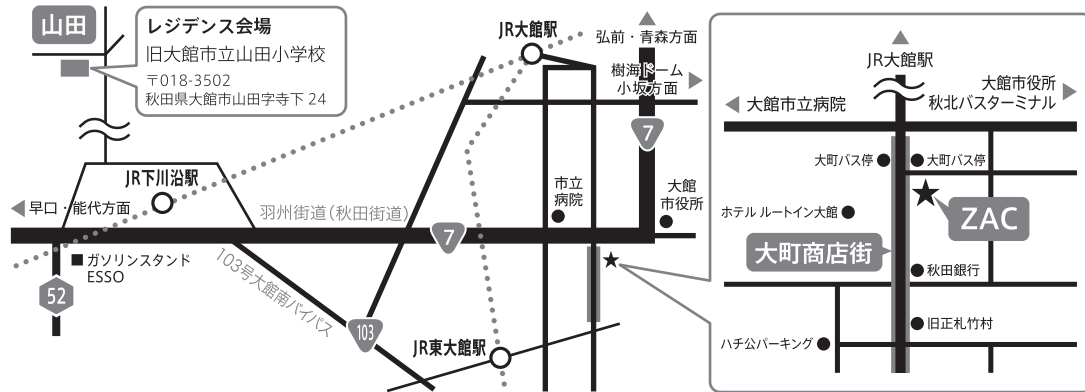 山田
レジデンス会場
旧大館市立山田小学校
〒018-3502
秋田県大館市山田字寺下 24
JR大館駅
弘前・青森方面
樹海ドーム
小坂方面
7
JR下川沿駅
早口・能代方面
羽州街道（秋田街道）
7
市立
病院
大館
市役所
ガソリンスタンド
ESSO
52
103号大館南バイパス
103
JR東大館駅
JR大館駅
大館市立病院
大館市役所
秋北バスターミナル
大町バス停
大町バス停
ホテル ルートイン大館
ZAC
大町商店街
秋田銀行
旧正札竹村
ハチ公パーキング